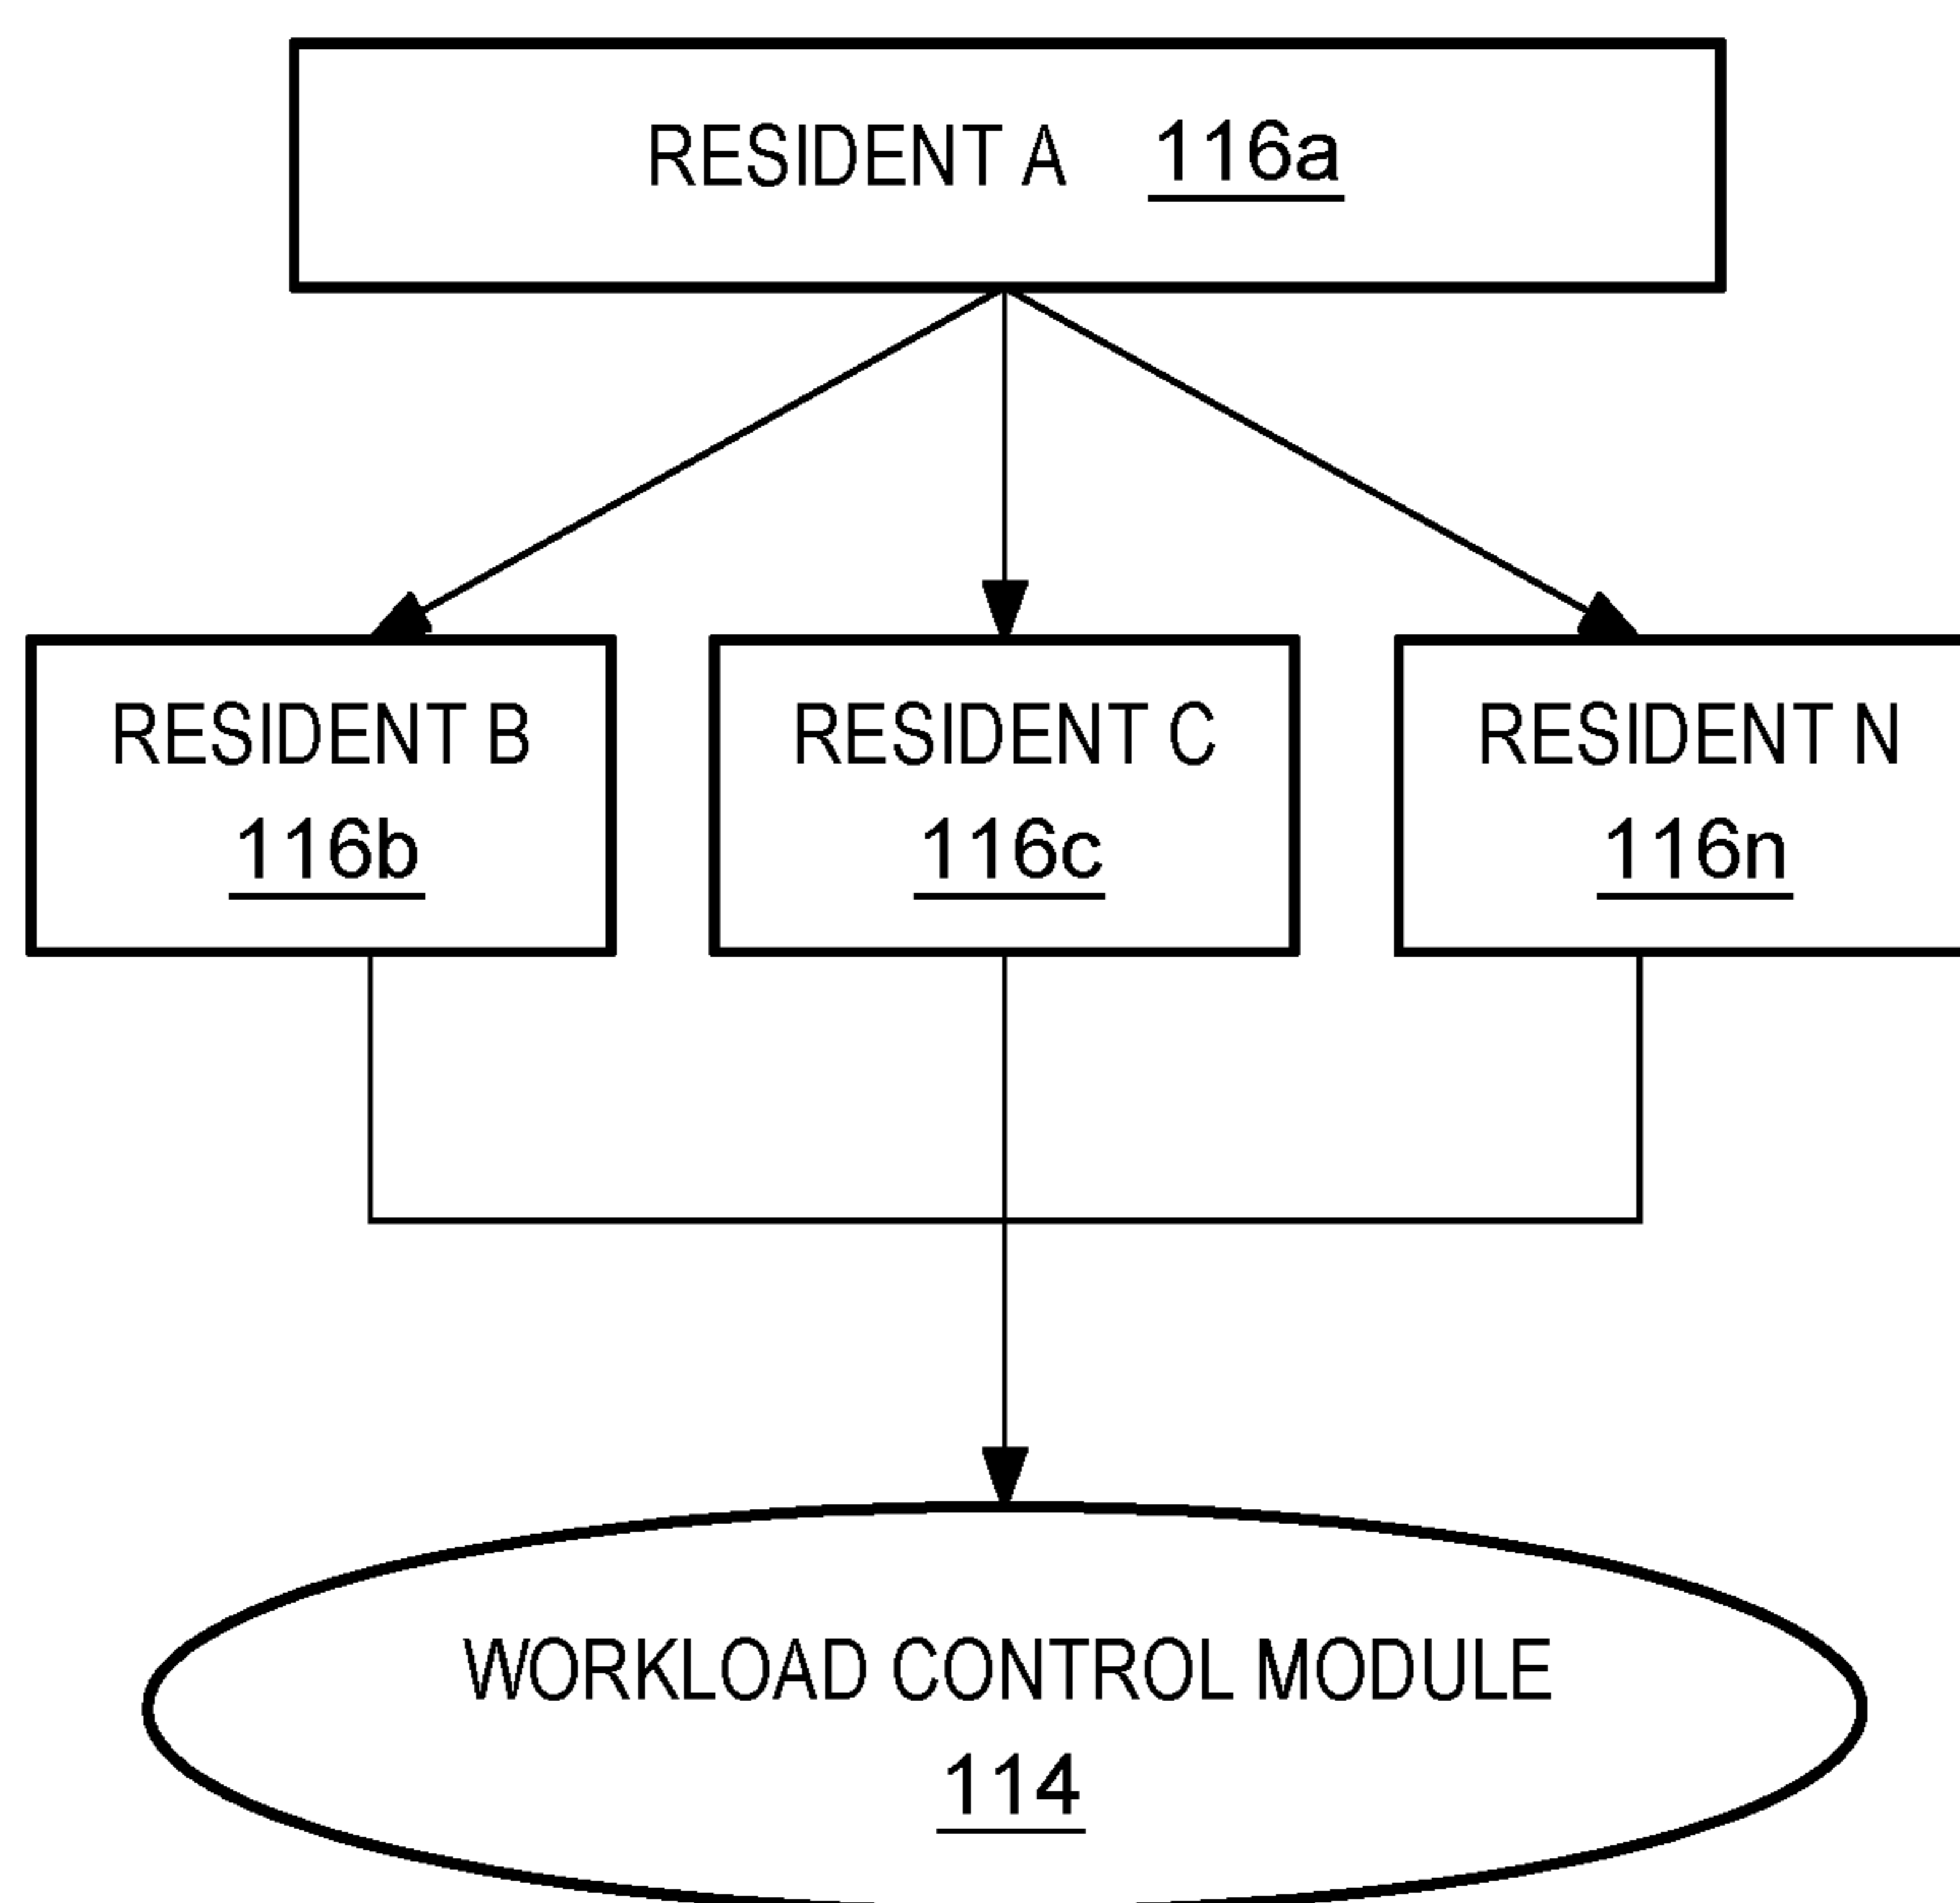 RESIDENT A 116a
RESIDENT B
116b
RESIDENT C
116c
RESIDENT N
116n
WORKLOAD CONTROL MODULE
114